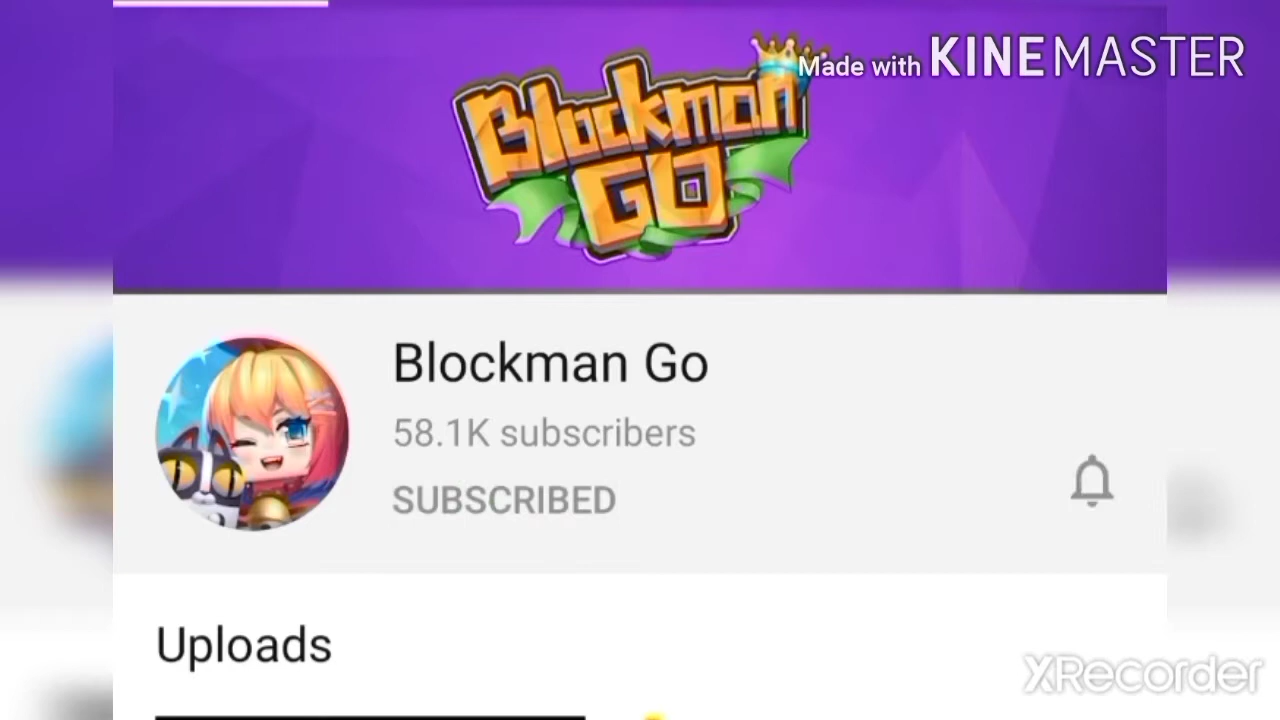 Made with KINEMASTER
Blockman
GO
Blockman Go
58.1K subscribers
SUBSCRIBED
Uploads
XRecorder